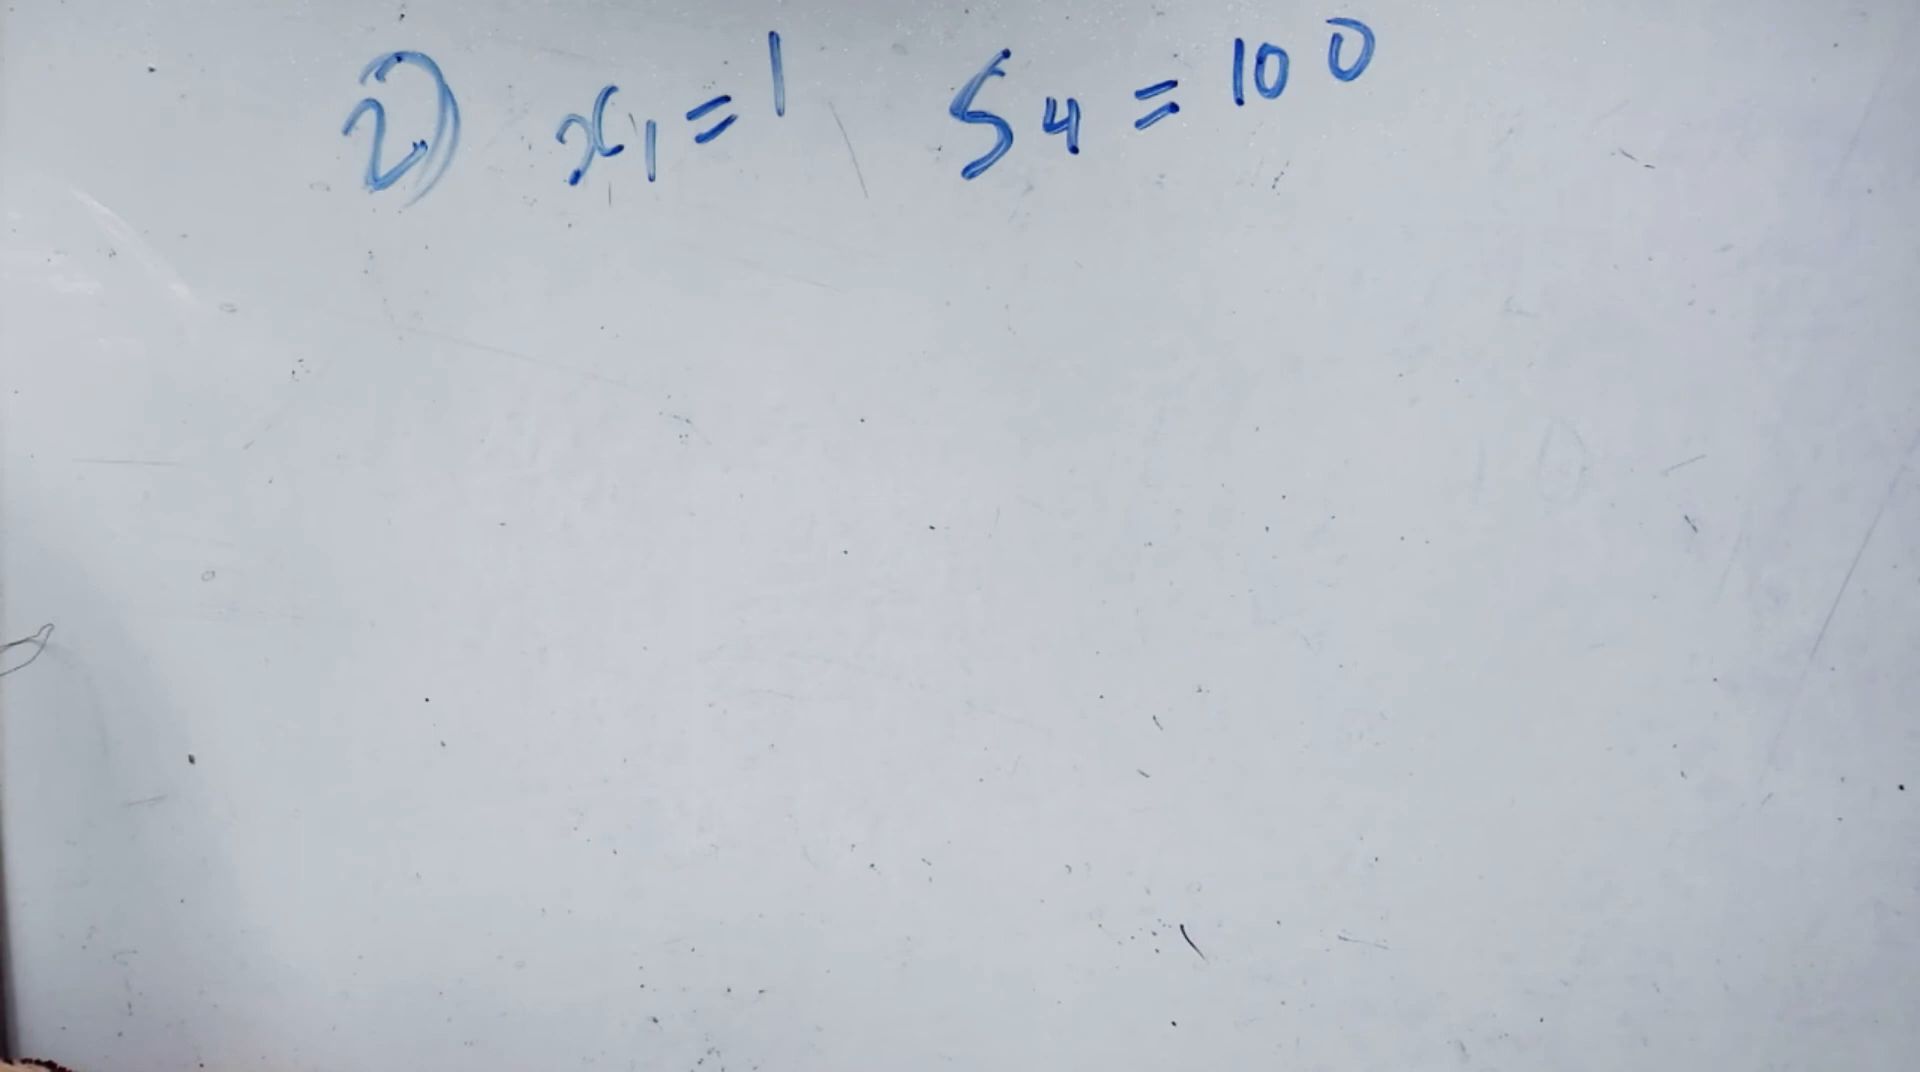 2) x₁ = 1 S₄ = 100